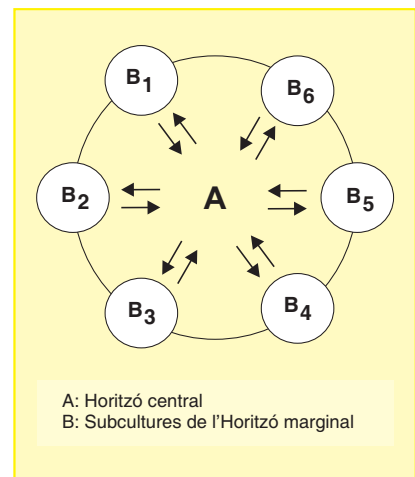 B1
B6
B2
A
B5
B3
B4
A: Horitzó central
B: Subcultures de l'Horitzó marginal